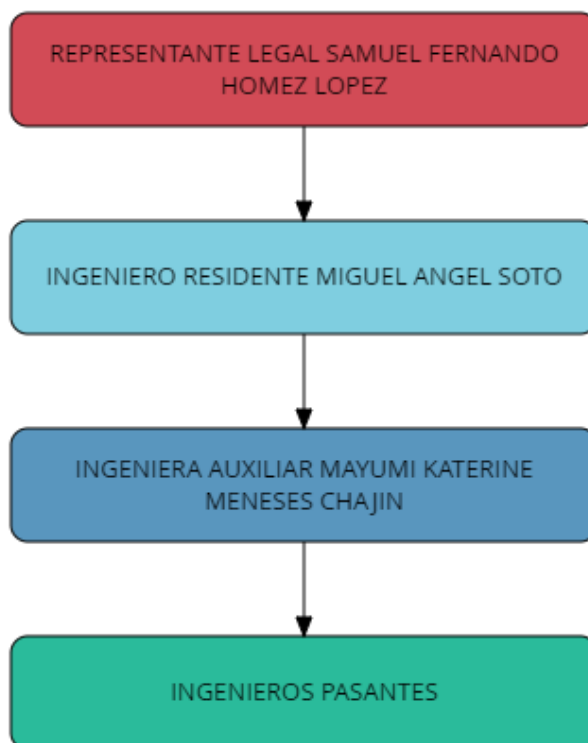 REPRESENTANTE LEGAL SAMUEL FERNANDO
HOMEZ LOPEZ
INGENIERO RESIDENTE MIGUEL ANGEL SOTO
INGENIERA AUXILIAR MAYUMI KATERINE
MENESES CHAJIN
INGENIEROS PASANTES